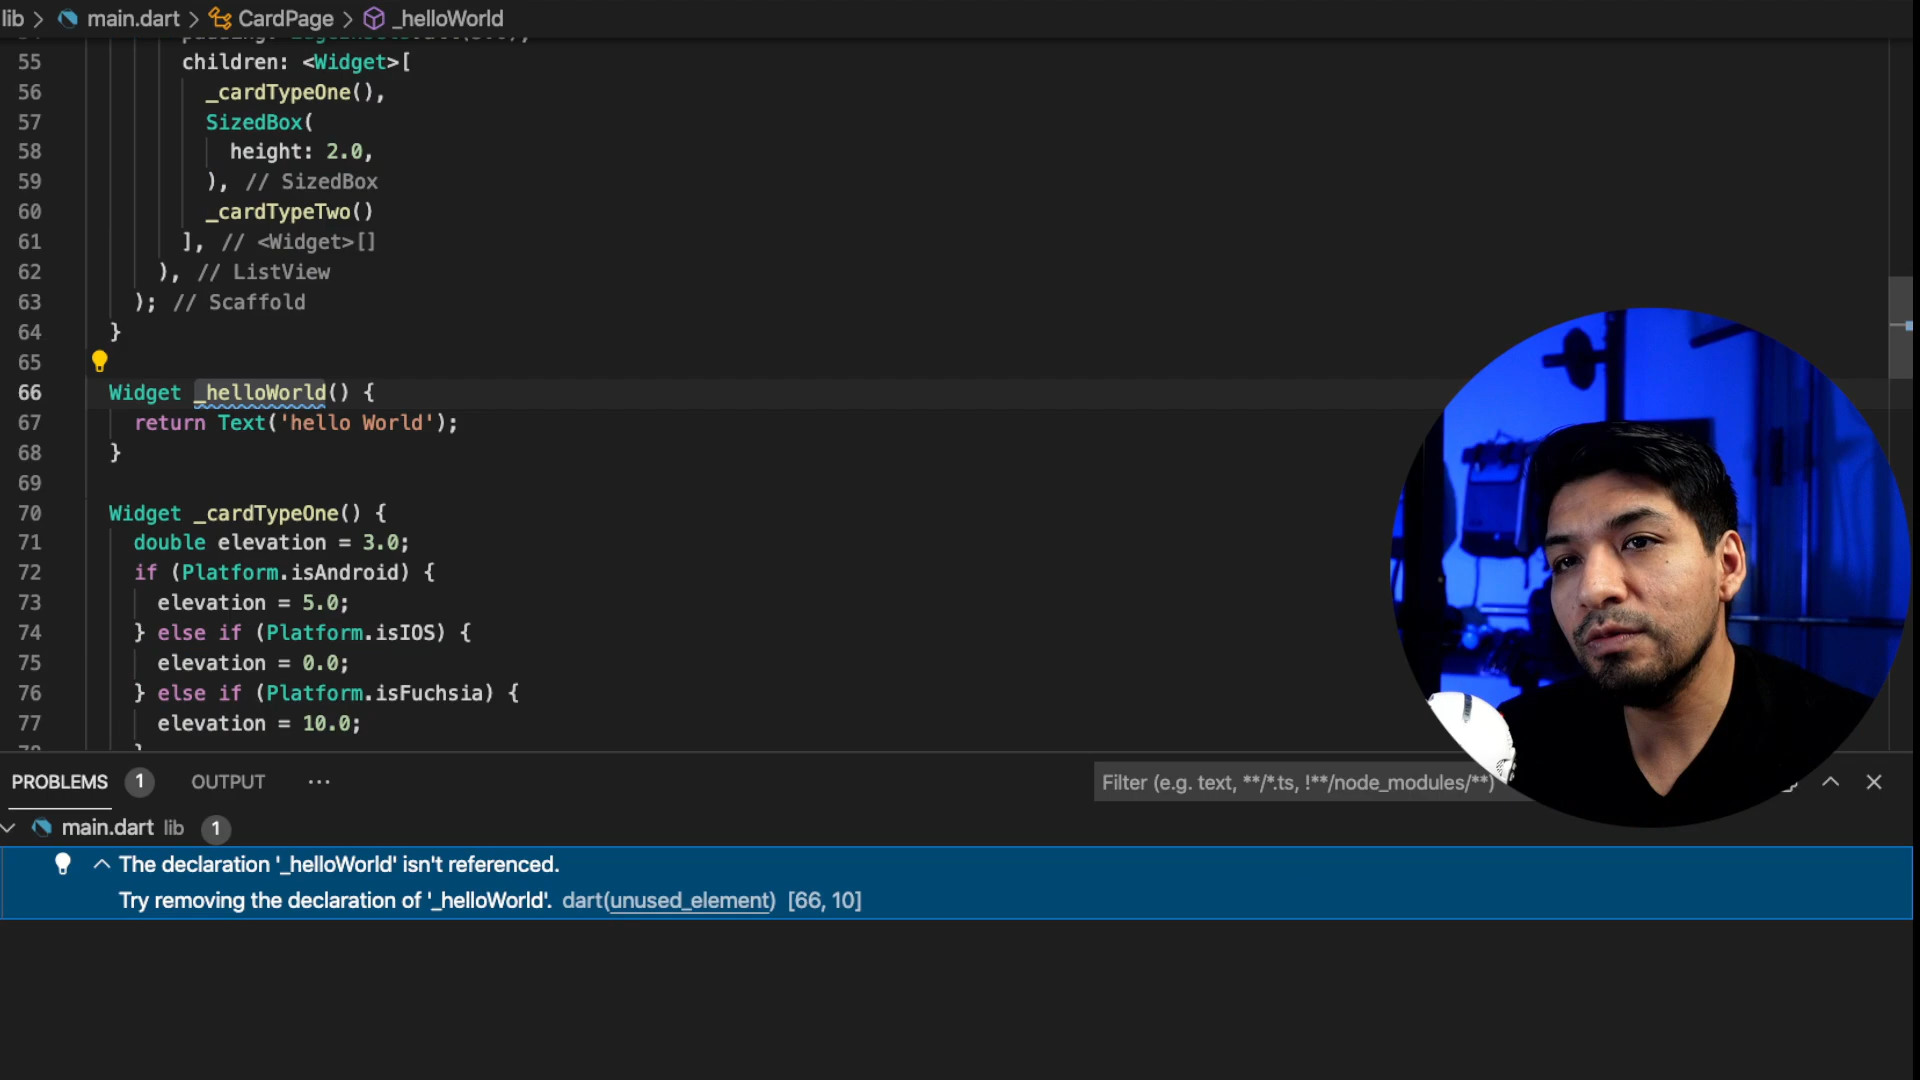 lib > main.dart > CardPage > _helloWorld
55 children: <Widget>[
56 _cardTypeOne(),
57 SizedBox(
58 height: 2.0,
59 ), // SizedBox
60 _cardTypeTwo()
61 ], // <Widget>[]
62 ), // ListView
63 ); // Scaffold
64 }
65
66 Widget _helloWorld() {
67 return Text('hello World');
68 }
69
70 Widget _cardTypeOne() {
71 double elevation = 3.0;
72 if (Platform.isAndroid) {
73 elevation = 5.0;
74 } else if (Platform.isIOS) {
75 elevation = 0.0;
76 } else if (Platform.isFuchsia) {
77 elevation = 10.0;
PROBLEMS 1 OUTPUT ··· Filter (e.g. text, **/*.ts, !**/node_modules/**)
main.dart lib 1
The declaration '_helloWorld' isn't referenced.
Try removing the declaration of '_helloWorld'. dart(unused_element) [66, 10]